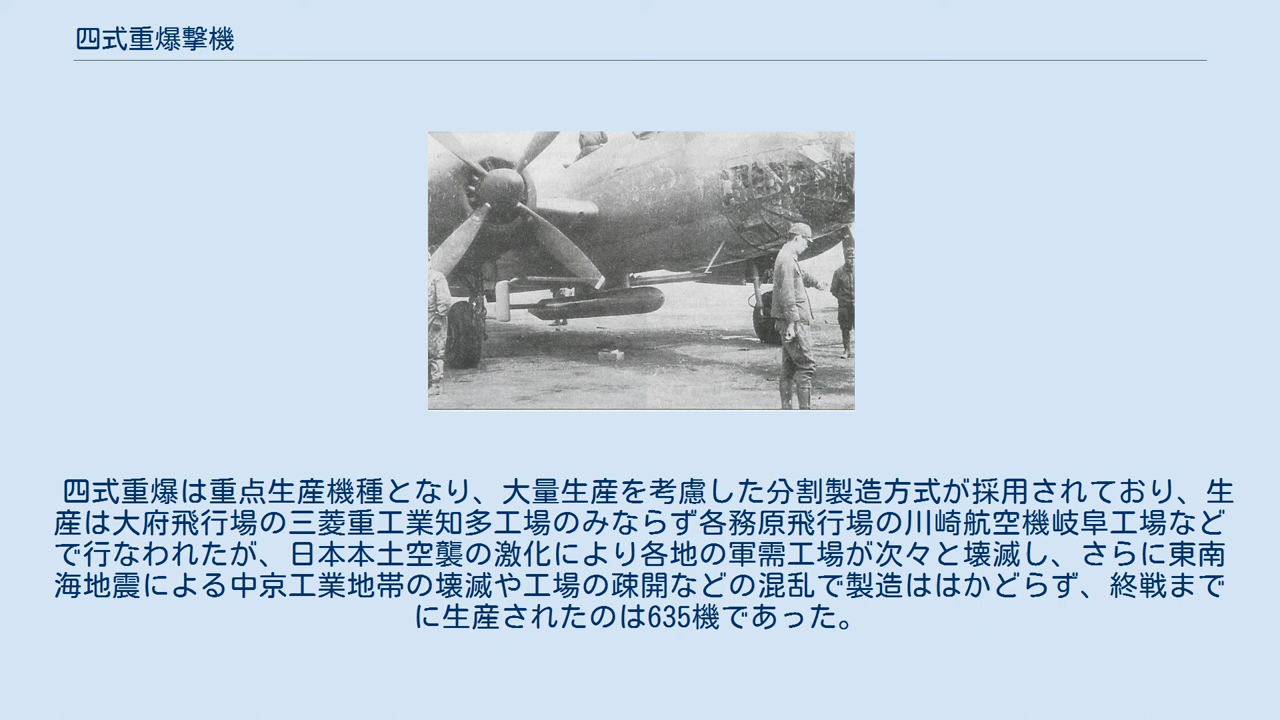 四式重爆撃機
四式重爆は重点生産機種となり、大量生産を考慮した分割製造方式が採用されており、生
産は大府飛行場の三菱重工業知多工場のみならず各務原飛行場の川崎航空機岐阜工場など
で行なわれたが、日本本土空襲の激化により各地の軍需工場が次々と壊滅し、さらに東南
海地震による中京工業地帯の壊滅や工場の疎開などの混乱で製造ははかどらず、終戦まで
に生産されたのは635機であった。